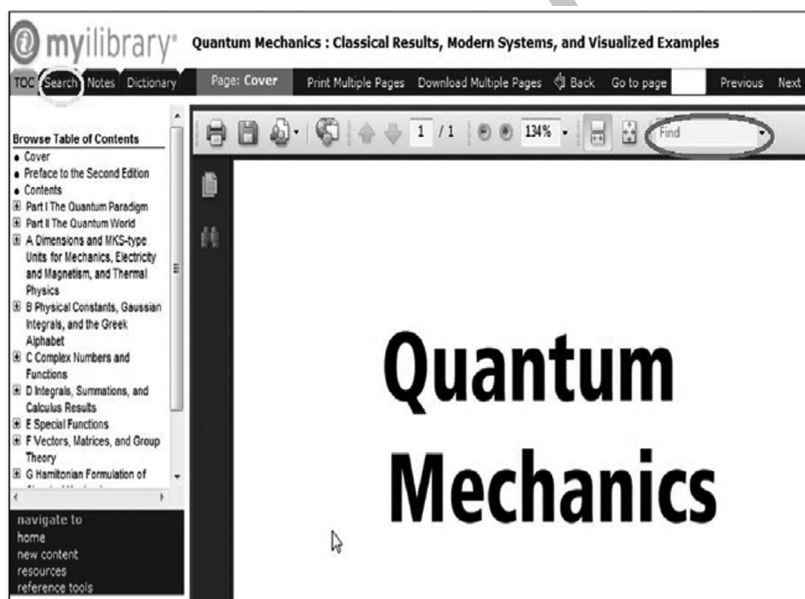 myilibrary®
Quantum Mechanics : Classical Results, Modern Systems, and Visualized Examples
TOC Search Notes Dictionary Page: Cover Print Multiple Pages Download Multiple Pages Back Go to page Previous Next
1 / 1 134% Find
Browse Table of Contents
Cover
Preface to the Second Edition
Contents
Part I The Quantum Paradigm
Part II The Quantum World
A Dimensions and MKS-type
Units for Mechanics, Electricity
and Magnetism, and Thermal
Physics
B Physical Constants, Gaussian
Integrals, and the Greek
Alphabet
C Complex Numbers and
Functions
D Integrals, Summations, and
Calculus Results
E Special Functions
F Vectors, Matrices, and Group
Theory
G Hamiltonian Formulation of
navigate to
home
new content
resources
reference tools
Quantum
Mechanics